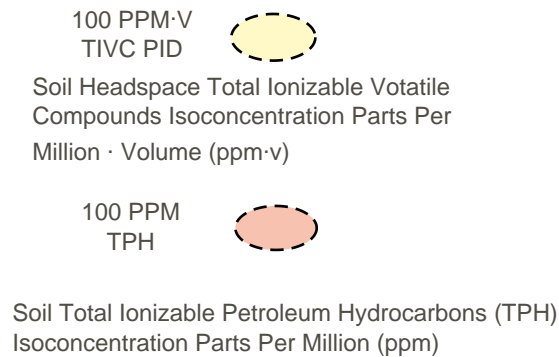 100 PPM·V
TIVC PID
Soil Headspace Total Ionizable Votatile
Compounds Isoconcentration Parts Per
Million · Volume (ppm·v)
100 PPM
TPH
Soil Total Ionizable Petroleum Hydrocarbons (TPH)
Isoconcentration Parts Per Million (ppm)